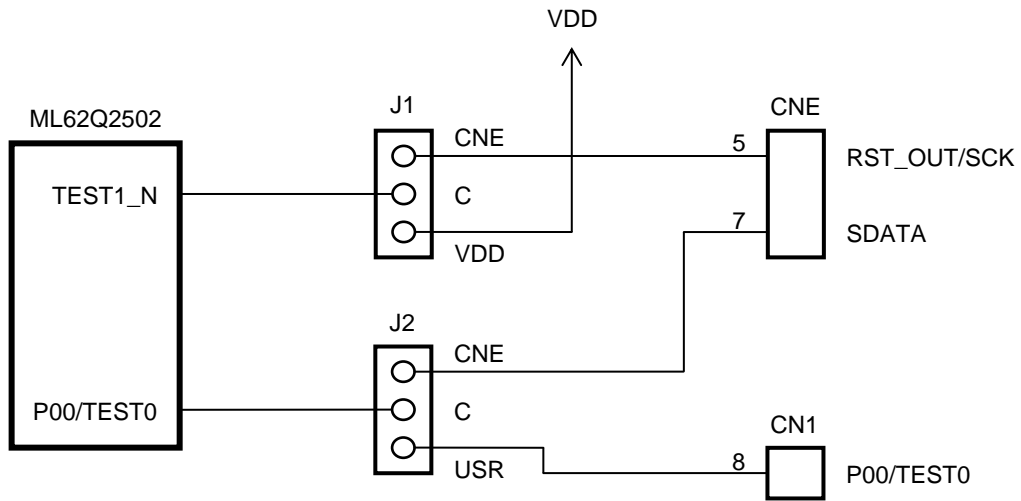 VDD
J1
CNE
ML62Q2502
CNE
5
RST_OUT/SCK
TEST1_N
C
7
SDATA
VDD
J2
CNE
P00/TEST0
C
CN1
USR
8
P00/TEST0